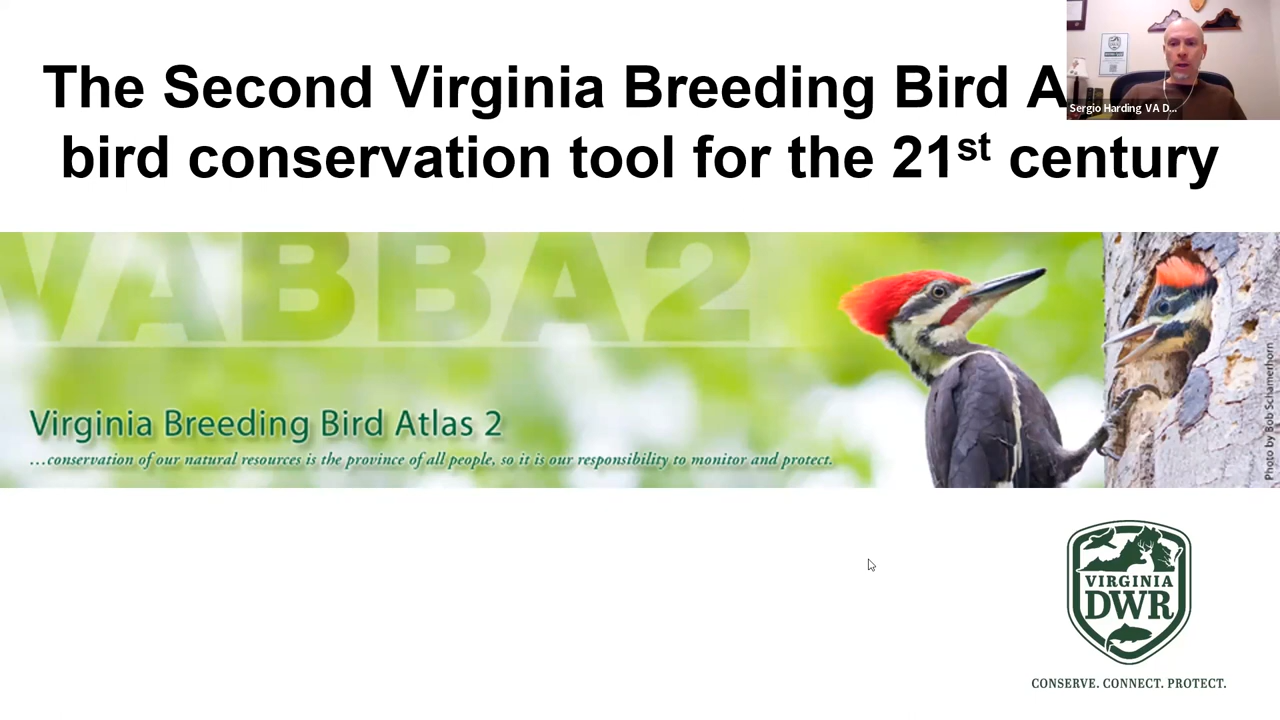 The Second Virginia Breeding Bird A
bird conservation tool for the 21st century
Sergio Harding VA D...
VABBA2
Virginia Breeding Bird Atlas 2
...conservation of our natural resources is the province of all people, so it is our responsibility to monitor and protect.
Photo by Bob Schamerhorn
VIRGINIA
DWR
CONSERVE. CONNECT. PROTECT.